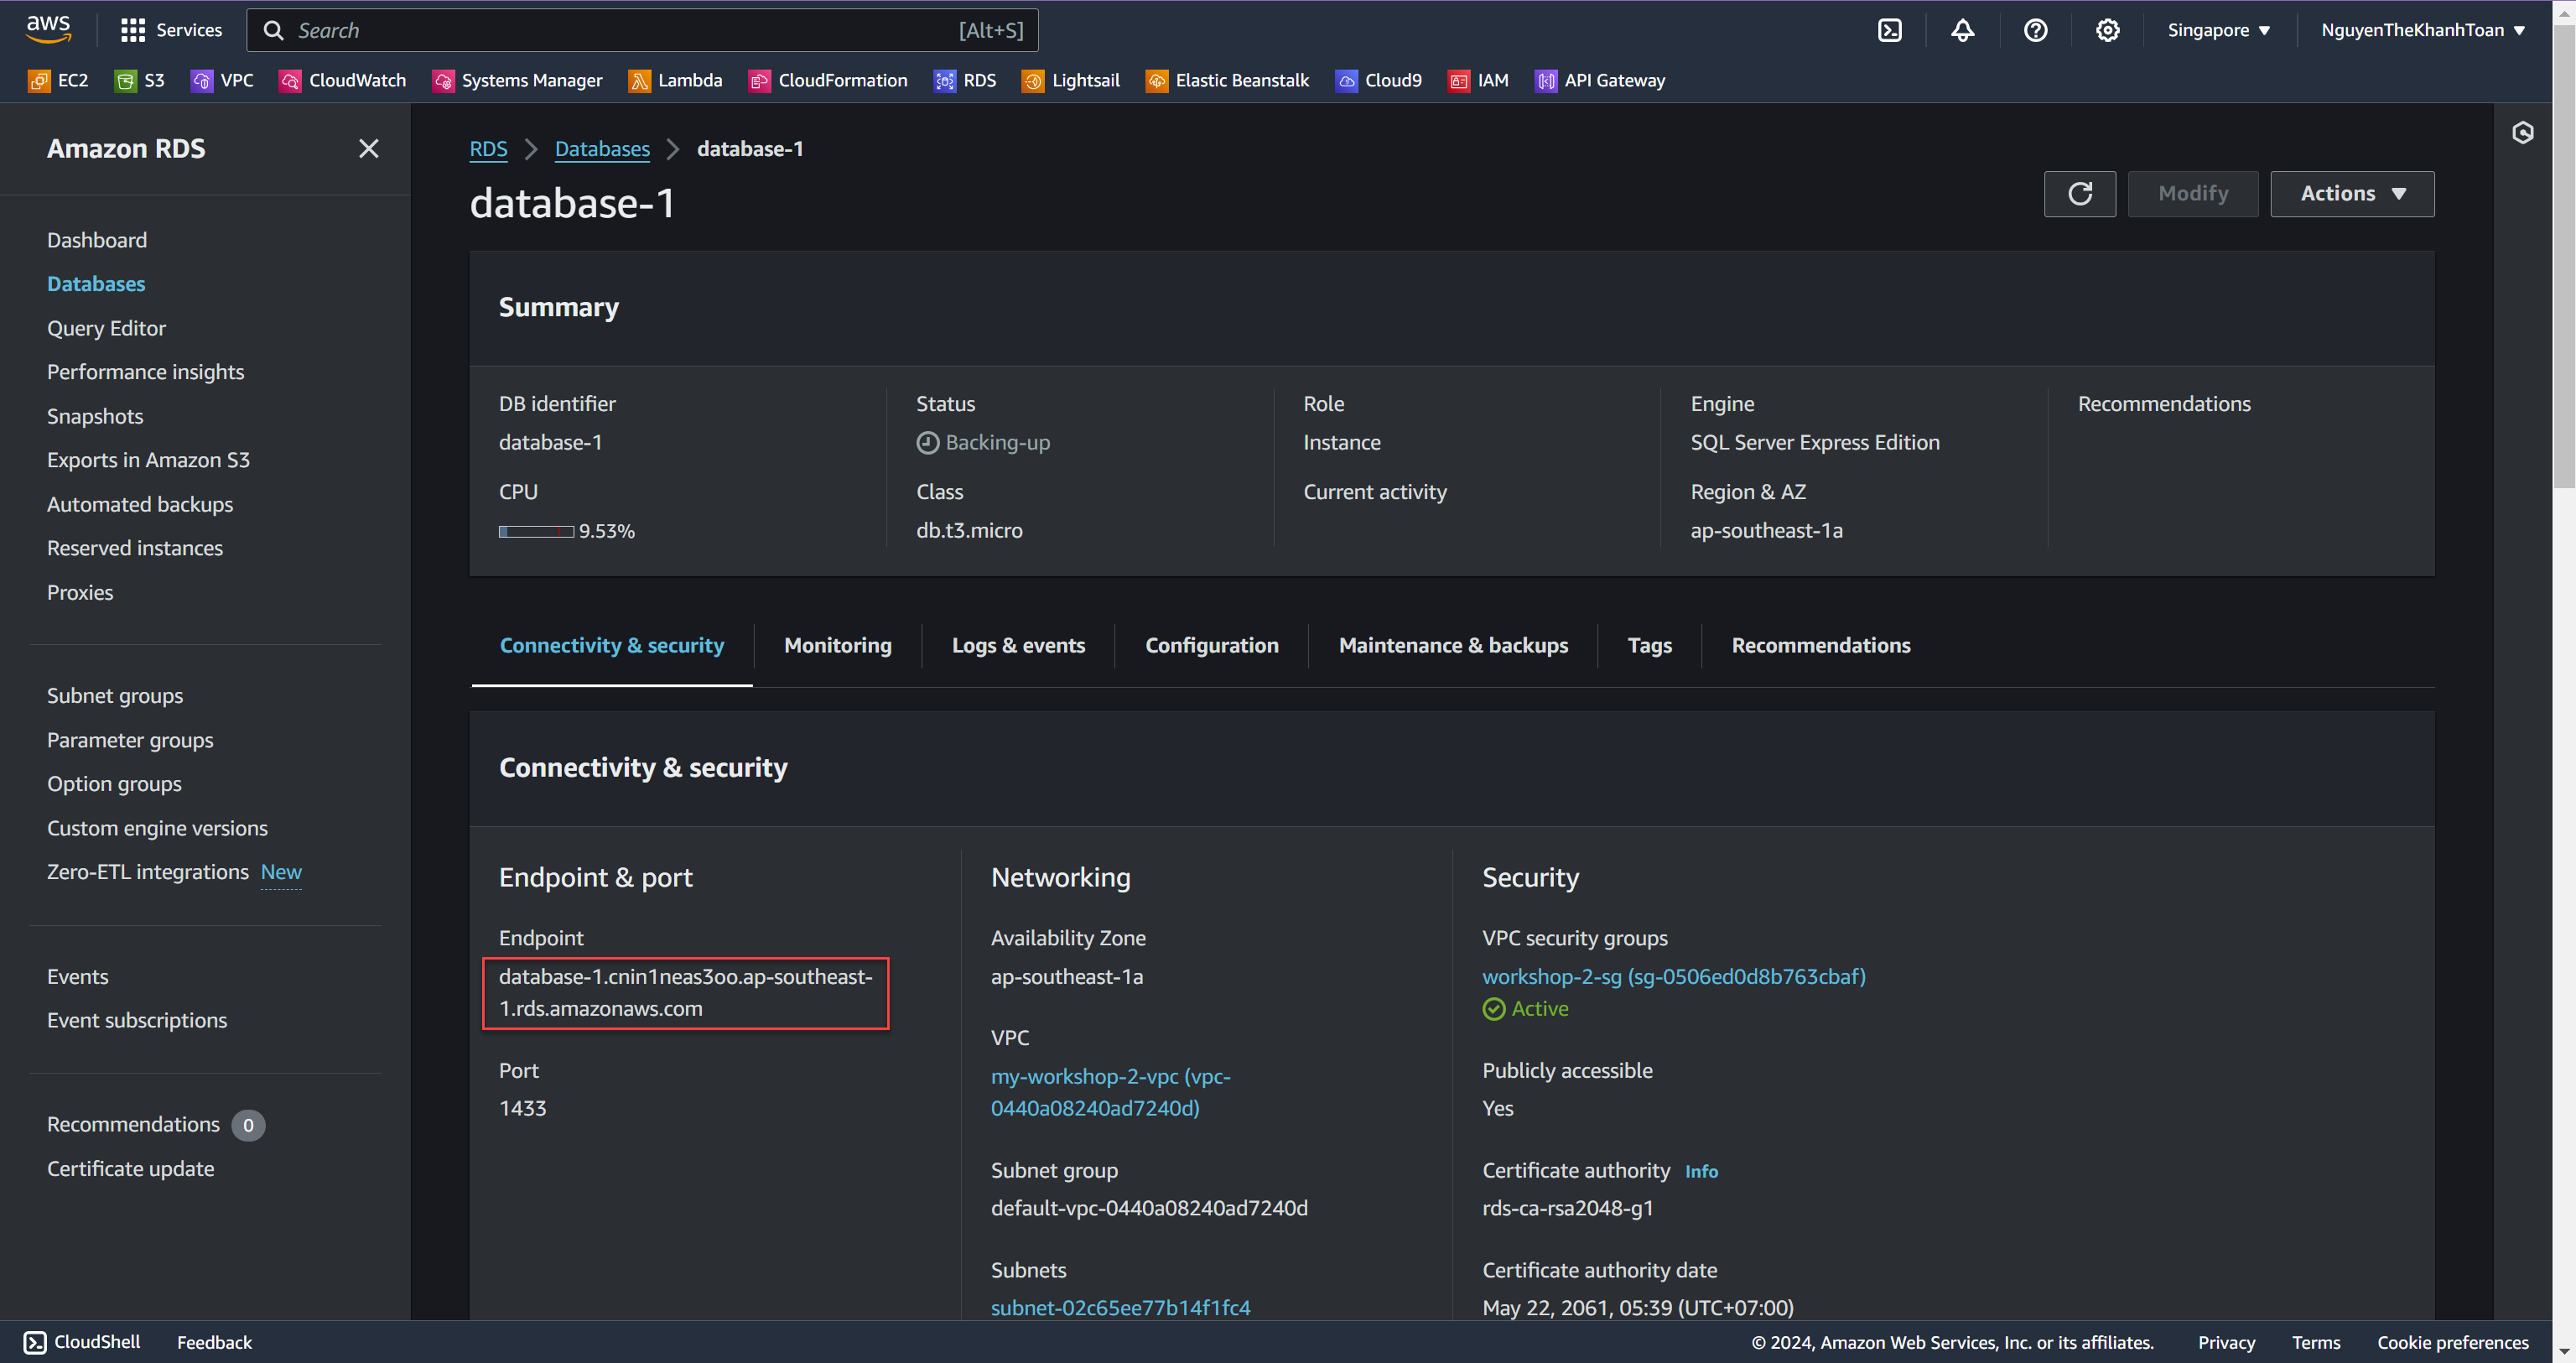 aws
Services
Search
[Alt+S]
Singapore
NguyenTheKhanhToan
EC2
S3
VPC
CloudWatch
Systems Manager
Lambda
CloudFormation
RDS
Lightsail
Elastic Beanstalk
Cloud9
IAM
API Gateway
Amazon RDS
Dashboard
Databases
Query Editor
Performance insights
Snapshots
Exports in Amazon S3
Automated backups
Reserved instances
Proxies
Subnet groups
Parameter groups
Option groups
Custom engine versions
Zero-ETL integrations New
Events
Event subscriptions
Recommendations 0
Certificate update
RDS
Databases
database-1
database-1
Modify
Actions
Summary
DB identifier
database-1
CPU
9.53%
Status
Backing-up
Class
db.t3.micro
Role
Instance
Current activity
Engine
SQL Server Express Edition
Region & AZ
ap-southeast-1a
Recommendations
Connectivity & security
Monitoring
Logs & events
Configuration
Maintenance & backups
Tags
Recommendations
Connectivity & security
Endpoint & port
Endpoint
database-1.cnin1neas3oo.ap-southeast-
1.rds.amazonaws.com
Port
1433
Networking
Availability Zone
ap-southeast-1a
VPC
my-workshop-2-vpc (vpc-
0440a08240ad7240d)
Subnet group
default-vpc-0440a08240ad7240d
Subnets
subnet-02c65ee77b14f1fc4
Security
VPC security groups
workshop-2-sg (sg-0506ed0d8b763cbaf)
Active
Publicly accessible
Yes
Certificate authority Info
rds-ca-rsa2048-g1
Certificate authority date
May 22, 2061, 05:39 (UTC+07:00)
CloudShell
Feedback
© 2024, Amazon Web Services, Inc. or its affiliates.
Privacy
Terms
Cookie preferences